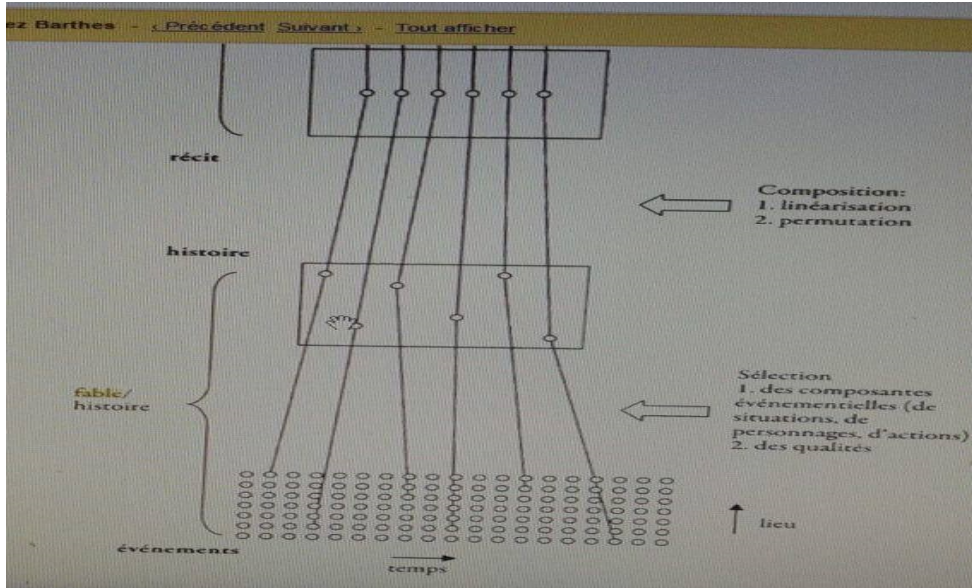 ez Barthes - ‹ Précédent Suivant › - Tout afficher
récit
Composition:
1. linéarisation
2. permutation
histoire
fable/
histoire
Sélection
1. des composantes
événementielles (de
situations, de
personnages, d'actions)
2. des qualités
lieu
événements
temps